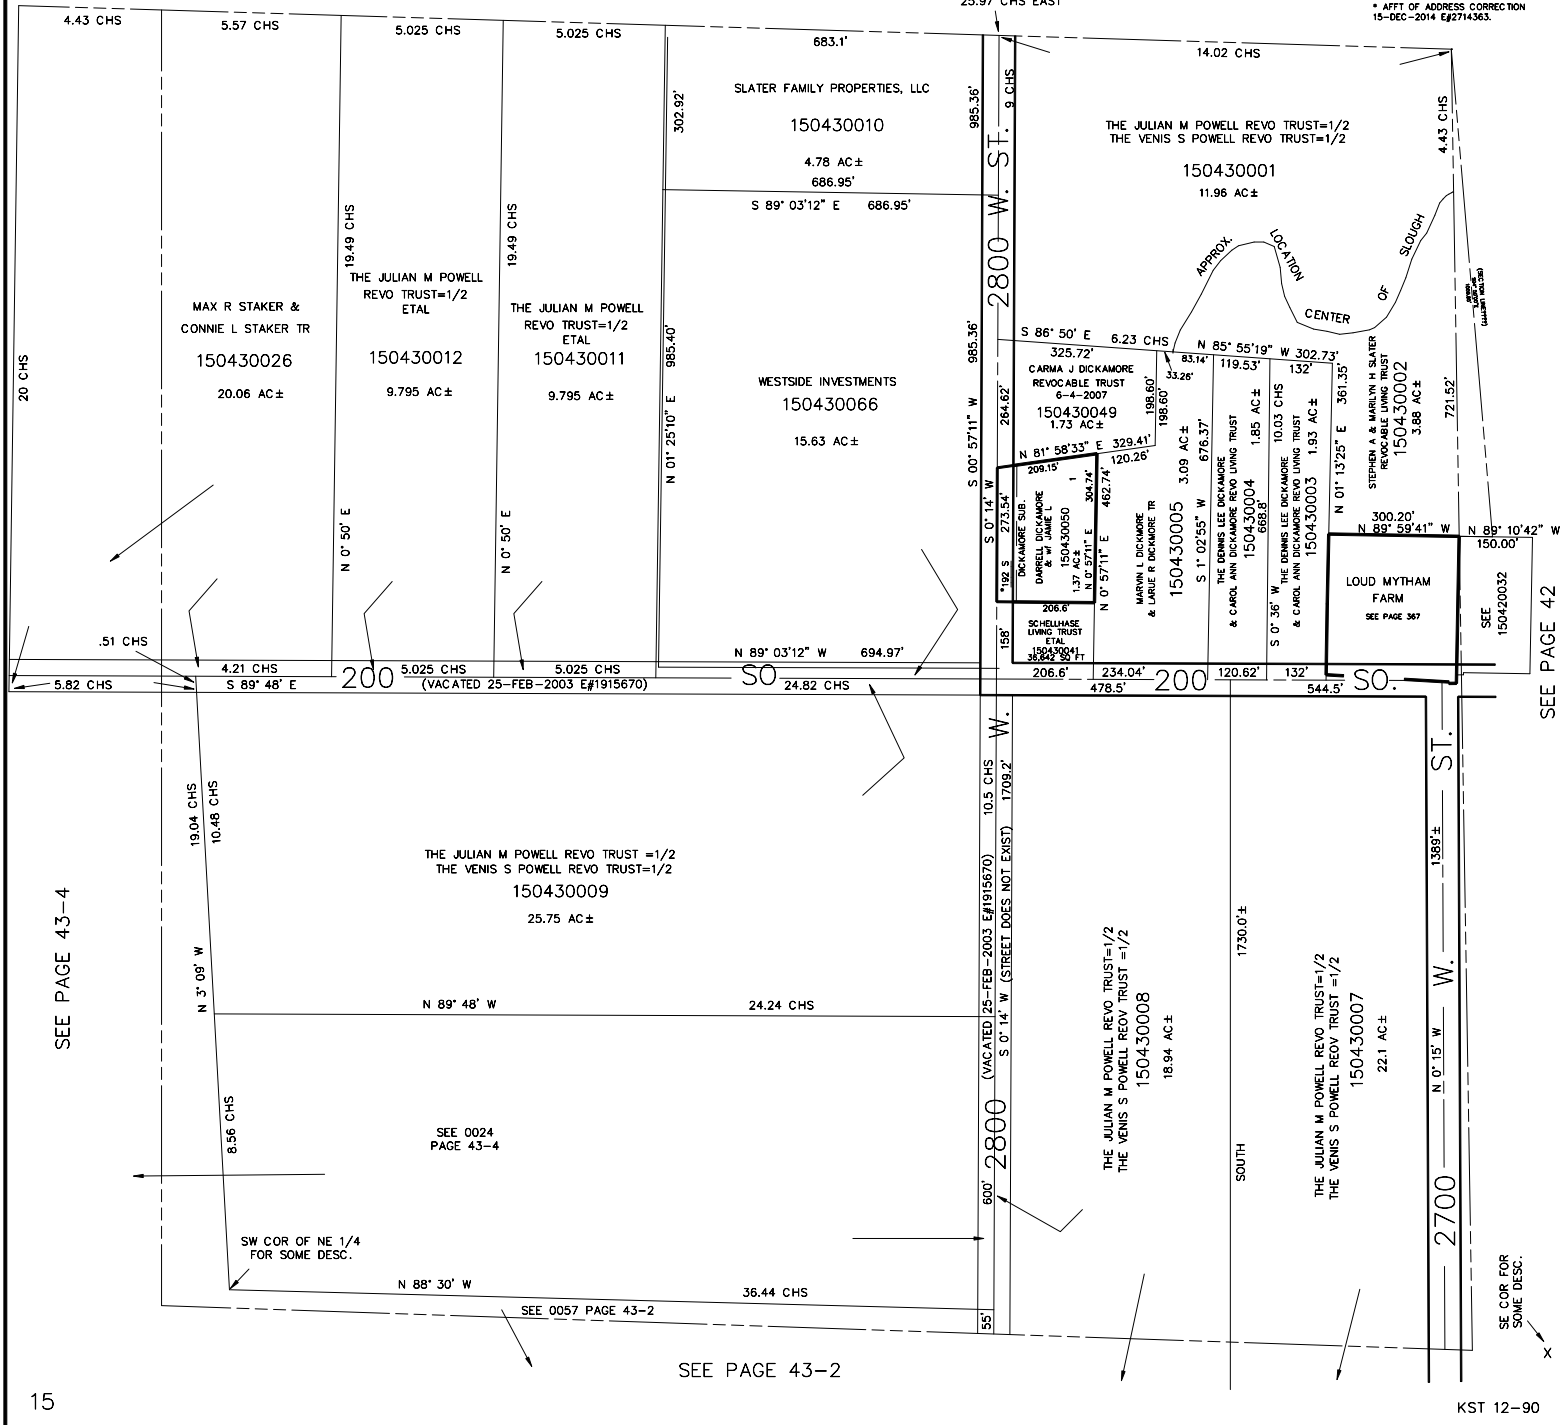 25.97 CHS EAST
* AFFT OF ADDRESS CORRECTION
15-DEC-2014 E#2714363.
4.43 CHS
5.57 CHS
5.025 CHS
5.025 CHS
683.1'
14.02 CHS
302.92'
SLATER FAMILY PROPERTIES, LLC
150430010
4.78 AC±
686.95'
S 89° 03'12" E 686.95'
985.36'
9 CHS
2800 W. ST.
THE JULIAN M POWELL REVO TRUST=1/2
THE VENIS S POWELL REVO TRUST=1/2
150430001
11.96 AC±
4.43 CHS
APPROX.
LOCATION
CENTER
OF
SLOUGH
20 CHS
MAX R STAKER &
CONNIE L STAKER TR
150430026
20.06 AC±
19.49 CHS
THE JULIAN M POWELL
REVO TRUST=1/2
ETAL
150430012
9.795 AC±
N 0° 50' E
19.49 CHS
THE JULIAN M POWELL
REVO TRUST=1/2
ETAL
150430011
9.795 AC±
N 0° 50' E
985.40'
N 01° 25'10" E
WESTSIDE INVESTMENTS
150430066
15.63 AC±
985.36'
S 00° 57'11" W
S 86° 50' E 6.23 CHS
325.72'
CARMA J DICKAMORE
REVOCABLE TRUST
6-4-2007
150430049
1.73 AC±
264.62'
198.60'
198.60'
83.14'
33.26'
N 85° 55'19" W 302.73'
119.53'
132'
N 81° 58'33" E 329.41'
120.26'
209.15'
S 0° 14' W
273.54'
*192 S
DICKAMORE SUB.
DARRELL DICKAMORE
& W/ JAMIE L
150430050
1.37 AC±
1
304.74'
N 0° 57'11" E
462.74'
N 0° 57'11" E
206.6'
SCHELLHASE
LIVING TRUST
ETAL
150430041
36,642 SQ FT
158'
MARVIN L DICKMORE
& LARUE R DICKMORE TR
150430005
3.09 AC±
676.37'
S 1° 02'55" W
THE DENNIS LEE DICKAMORE
& CAROL ANN DICKAMORE REVO LIVING TRUST
150430004
1.85 AC±
668.8'
10.03 CHS
S 0° 36' W
THE DENNIS LEE DICKAMORE
& CAROL ANN DICKAMORE REVO LIVING TRUST
150430003
1.93 AC±
361.35'
N 01° 13'25" E
STEPHEN A & MARILYN H SLATER
REVOCABLE LIVING TRUST
150430002
3.88 AC±
721.52'
300.20'
N 89° 59'41" W
N 89° 10'42" W
150.00'
LOUD MYTHAM
FARM
SEE PAGE 367
SEE
150420032
SEE PAGE 42
.51 CHS
4.21 CHS
5.025 CHS
5.025 CHS
N 89° 03'12" W 694.97'
5.82 CHS
S 89° 48' E
200
(VACATED 25-FEB-2003 E#1915670)
SO
24.82 CHS
206.6'
234.04'
120.62'
132'
478.5'
200
544.5'
SO.
19.04 CHS
10.48 CHS
N 3° 09' W
THE JULIAN M POWELL REVO TRUST =1/2
THE VENIS S POWELL REVO TRUST=1/2
150430009
25.75 AC±
SEE PAGE 43-4
N 89° 48' W
24.24 CHS
8.56 CHS
SEE 0024
PAGE 43-4
SW COR OF NE 1/4
FOR SOME DESC.
N 88° 30' W
36.44 CHS
SEE 0057 PAGE 43-2
55'
600'
10.5 CHS
(VACATED 25-FEB-2003 E#1915670)
1709.2'
S 0° 14' W (STREET DOES NOT EXIST)
2800 W.
THE JULIAN M POWELL REVO TRUST=1/2
THE VENIS S POWELL REOV TRUST =1/2
150430008
18.94 AC±
1730.0'±
SOUTH
THE JULIAN M POWELL REVO TRUST=1/2
THE VENIS S POWELL REOV TRUST =1/2
150430007
22.1 AC±
1389'±
N 0° 15' W
2700 W. ST.
SE COR FOR
SOME DESC.
X
SEE PAGE 43-2
15
KST 12-90